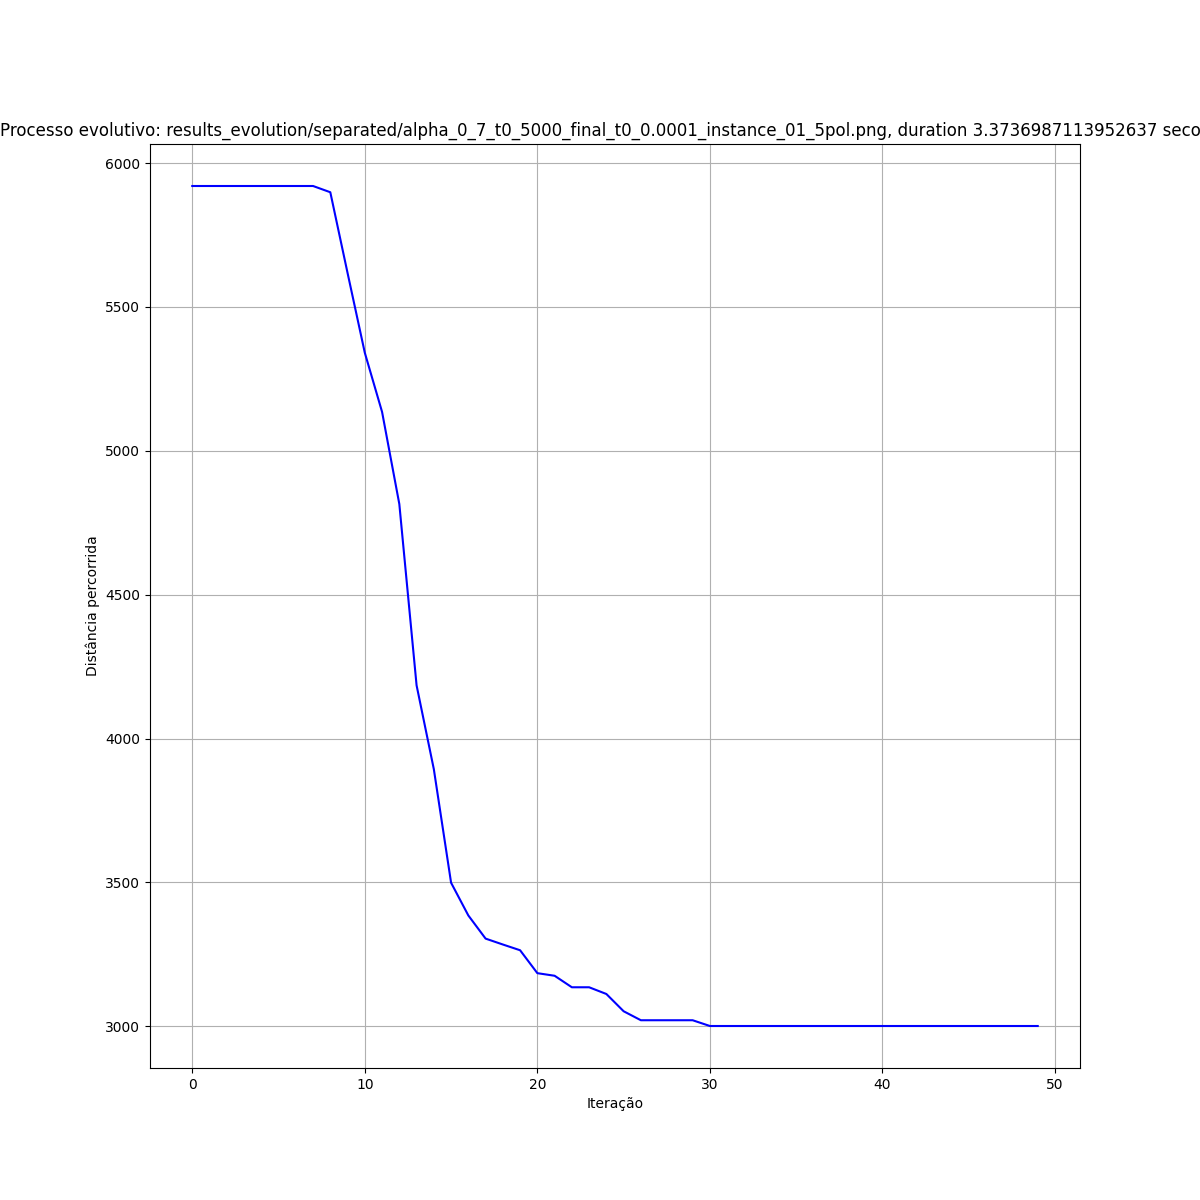 Processo evolutivo: results_evolution/separated/alpha_0_7_t0_5000_final_t0_0.0001_instance_01_5pol.png, duration 3.3736987113952637 seco
6000
5500
5000
4500
4000
3500
3000
Distância percorrida
0 10 20 30 40 50
Iteração